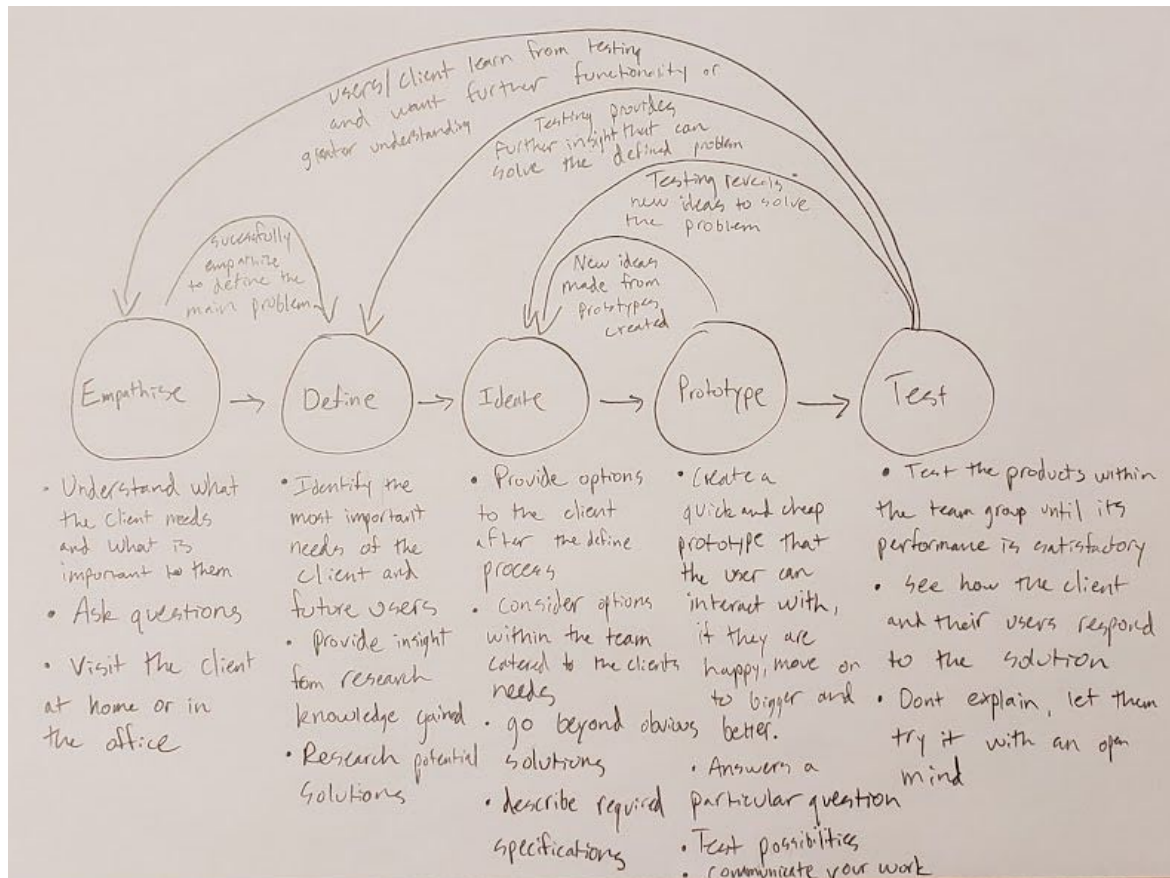 users/client learn from testing
and want further functionality or
greater understanding
Testing provides
further insight that can
solve the defined problem
Testing reveals
new ideas to solve
the problem
New ideas
made from
prototypes
created
sucessfully
empathise
to define the
main problem
Empathise
Define
Ideate
Prototype
Test
• Understand what
the client needs
and what is
important to them
• Ask questions
• Visit the client
at home or in
the office
• Identify the
most important
needs of the
client and
future users
• Provide insight
from research
knowledge gained
• Research potential
solutions
• Provide options
to the client
after the define
process
• Consider options
within the team
catered to the clients
needs
• go beyond obvious
solutions
• describe required
specifications
• Create a
quick and cheap
prototype that
the user can
interact with,
if they are
happy, move on
to bigger and
better.
• Answers a
particular question
• Test possibilities
• communicate your work
• Test the products within
the team group until its
performance is satisfactory
• see how the client
and their users respond
to the solution
• Dont explain, let them
try it with an open
mind